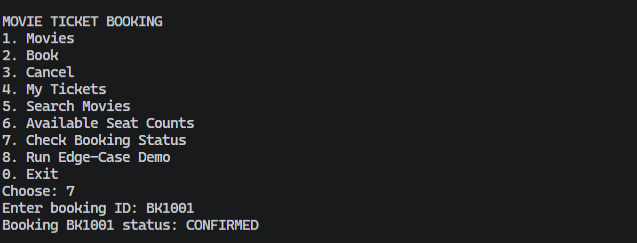 MOVIE TICKET BOOKING
1. Movies
2. Book
3. Cancel
4. My Tickets
5. Search Movies
6. Available Seat Counts
7. Check Booking Status
8. Run Edge-Case Demo
0. Exit
Choose: 7
Enter booking ID: BK1001
Booking BK1001 status: CONFIRMED